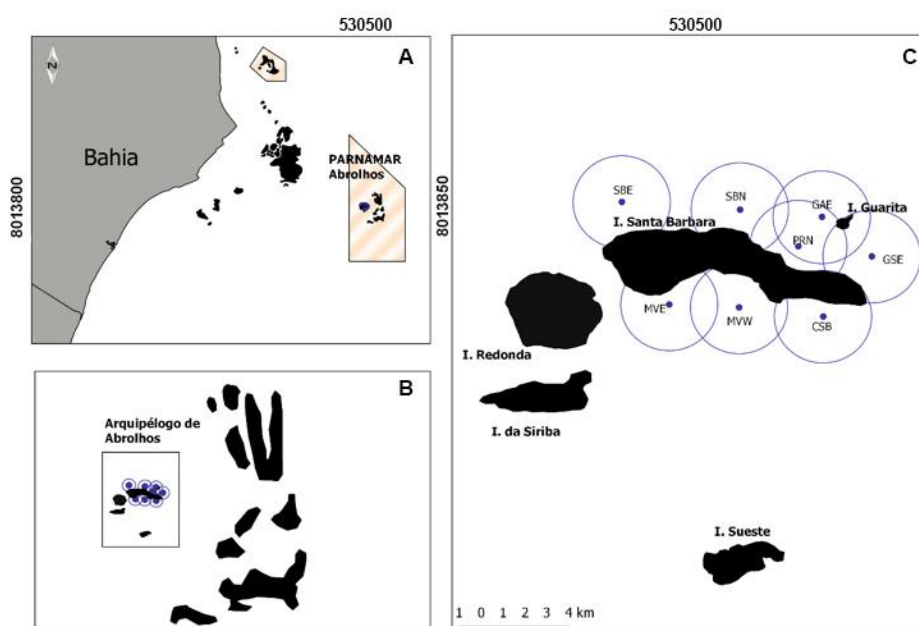 530500
530500
A
C
N
Bahia
PARNAMAR
Abrolhos
8013800
8013850
SBE
SBN
GAE
I. Guarita
I. Santa Barbara
PRN
GSE
MVE
MVW
CSB
I. Redonda
I. da Siriba
B
Arquipélogo de
Abrolhos
I. Sueste
1 0 1 2 3 4 km